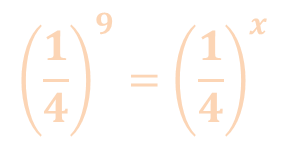 (1/4)^9 = (1/4)^x